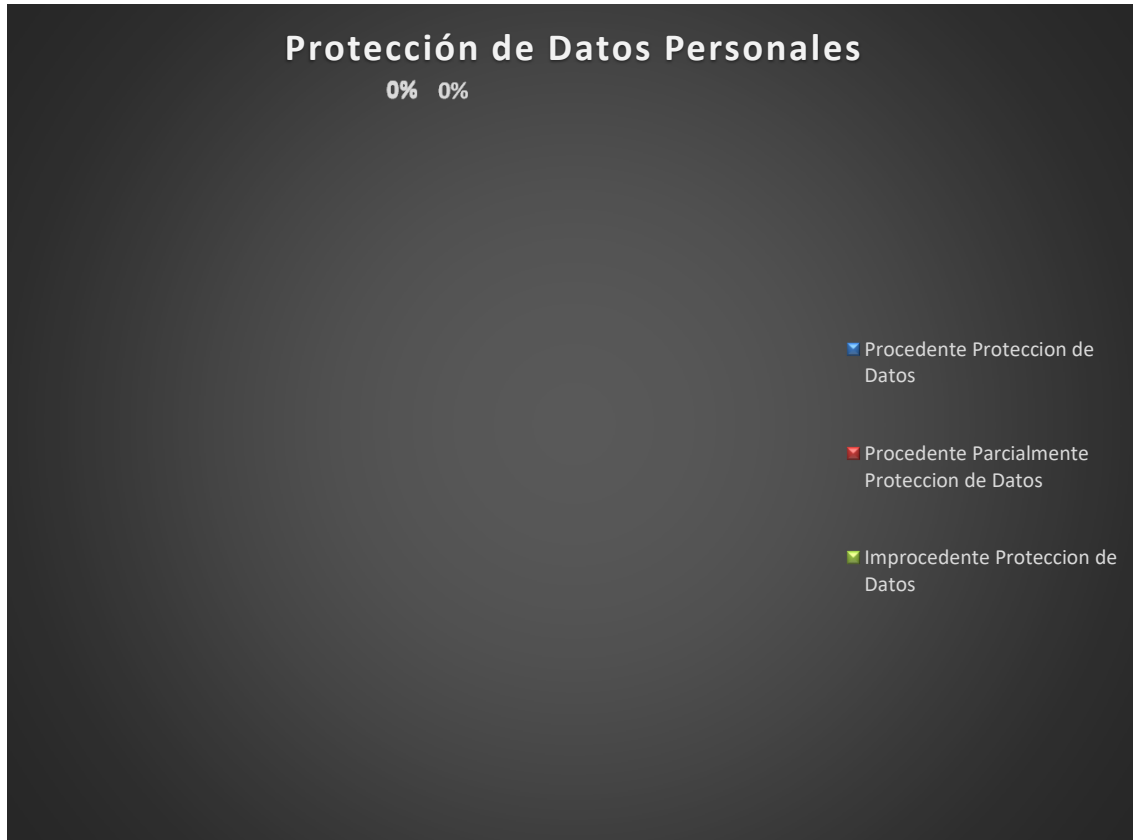 Protección de Datos Personales
0% 0%
Procedente Proteccion de
Datos
Procedente Parcialmente
Proteccion de Datos
Improcedente Proteccion de
Datos